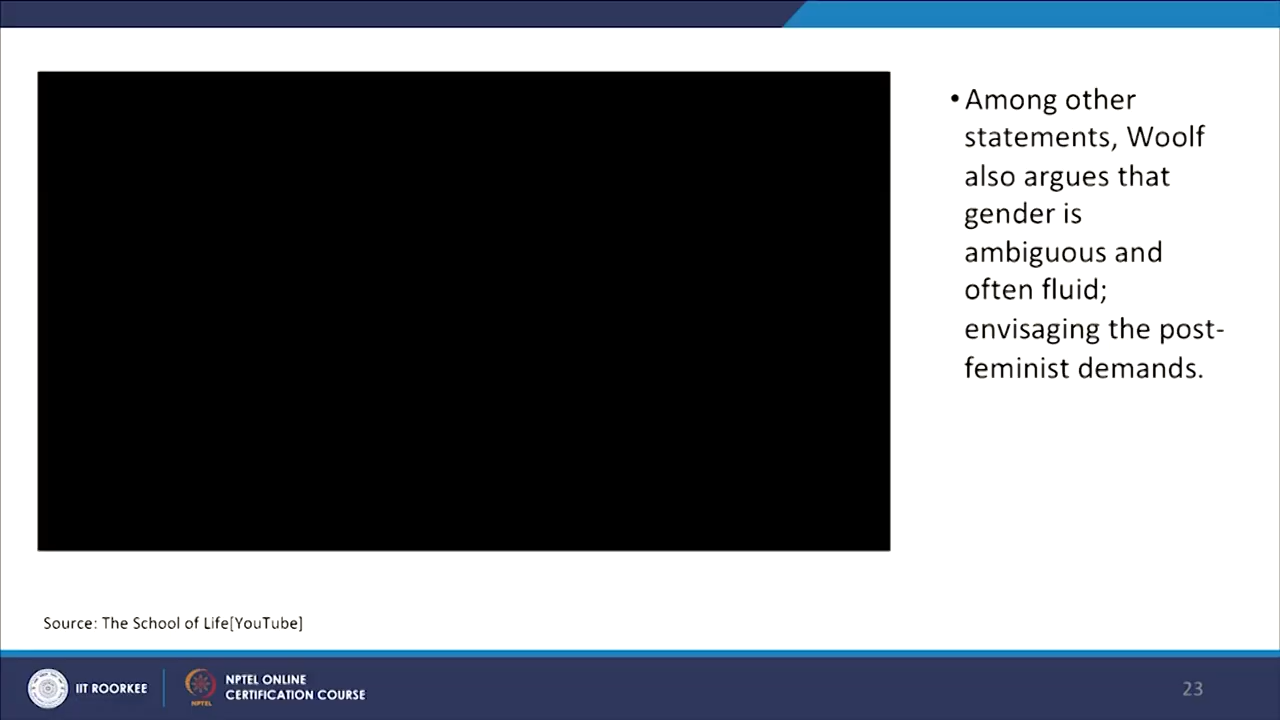 • Among other
statements, Woolf
also argues that
gender is
ambiguous and
often fluid;
envisaging the post-
feminist demands.
Source: The School of Life[YouTube]
IIT ROORKEE
NPTEL
NPTEL ONLINE
CERTIFICATION COURSE
23